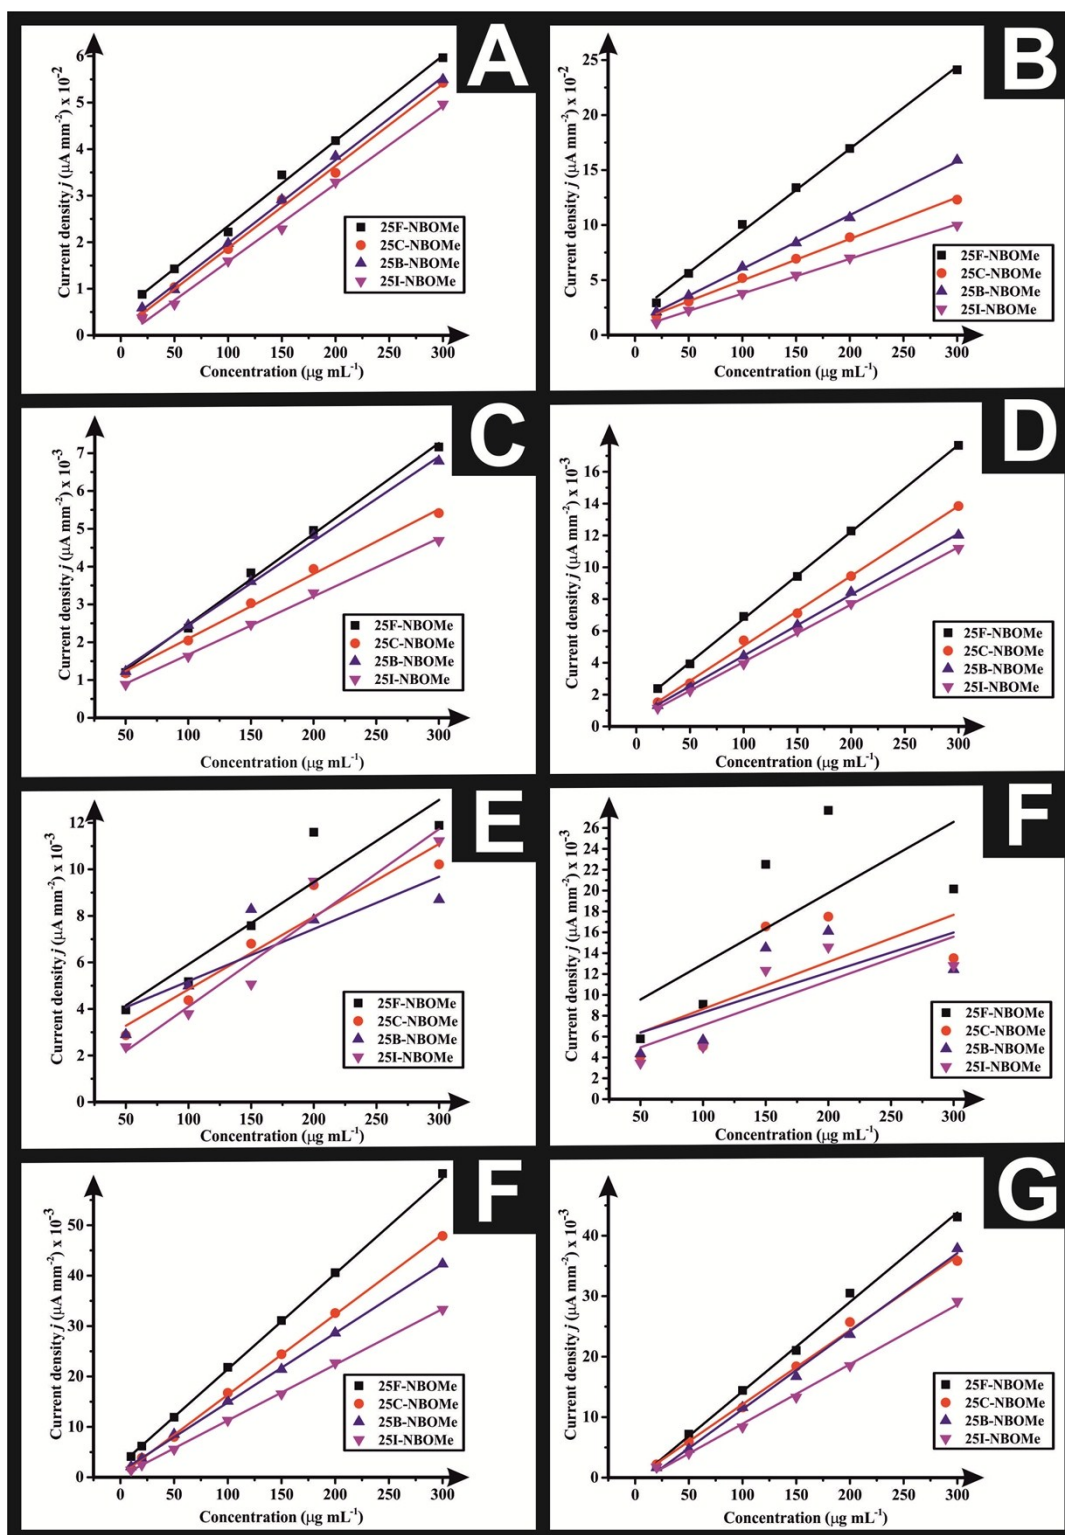 A
Current density j (μA mm⁻²) x 10⁻²
6
5
4
3
2
1
0
25F-NBOMe
25C-NBOMe
25B-NBOMe
25I-NBOMe
0 50 100 150 200 250 300
Concentration (μg mL⁻¹)
B
Current density j (μA mm⁻²) x 10⁻²
25
20
15
10
5
0
25F-NBOMe
25C-NBOMe
25B-NBOMe
25I-NBOMe
0 50 100 150 200 250 300
Concentration (μg mL⁻¹)
C
Current density j (μA mm⁻²) x 10⁻³
7
6
5
4
3
2
1
0
25F-NBOMe
25C-NBOMe
25B-NBOMe
25I-NBOMe
50 100 150 200 250 300
Concentration (μg mL⁻¹)
D
Current density j (μA mm⁻²) x 10⁻³
16
14
12
10
8
6
4
2
0
25F-NBOMe
25C-NBOMe
25B-NBOMe
25I-NBOMe
0 50 100 150 200 250 300
Concentration (μg mL⁻¹)
E
Current density j (μA mm⁻²) x 10⁻³
12
10
8
6
4
2
0
25F-NBOMe
25C-NBOMe
25B-NBOMe
25I-NBOMe
50 100 150 200 250 300
Concentration (μg mL⁻¹)
F
Current density j (μA mm⁻²) x 10⁻³
26
24
22
20
18
16
14
12
10
8
6
4
2
0
25F-NBOMe
25C-NBOMe
25B-NBOMe
25I-NBOMe
50 100 150 200 250 300
Concentration (μg mL⁻¹)
F
Current density j (μA mm⁻²) x 10⁻³
50
40
30
20
10
0
25F-NBOMe
25C-NBOMe
25B-NBOMe
25I-NBOMe
0 50 100 150 200 250 300
Concentration (μg mL⁻¹)
G
Current density j (μA mm⁻²) x 10⁻³
40
30
20
10
0
25F-NBOMe
25C-NBOMe
25B-NBOMe
25I-NBOMe
0 50 100 150 200 250 300
Concentration (μg mL⁻¹)